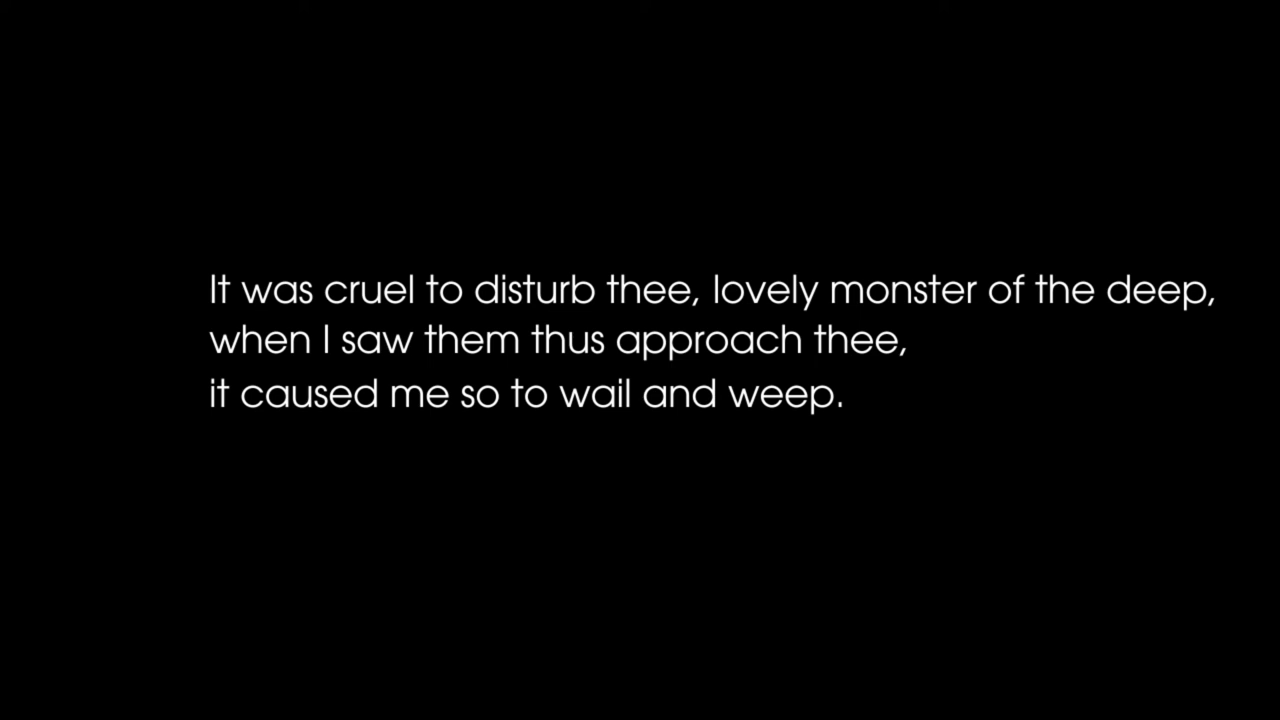 It was cruel to disturb thee, lovely monster of the deep,
when I saw them thus approach thee,
it caused me so to wail and weep.